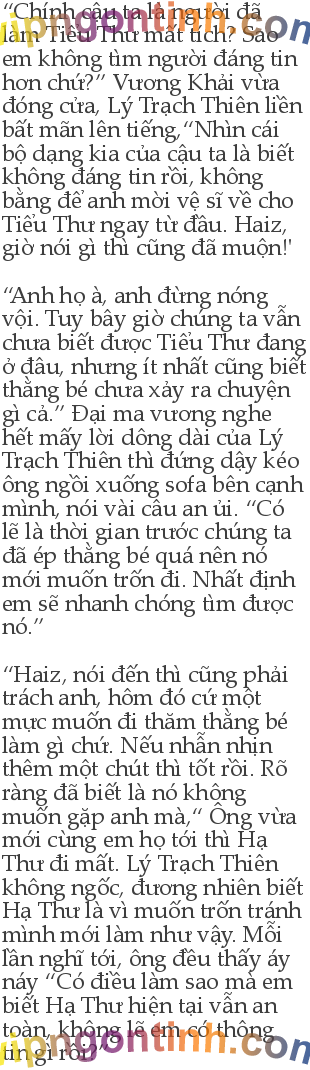 “Chính cậu ta là người đã
làm Tiểu Thư mất tích? Sao
em không tìm người đáng tin
hơn chứ?” Vương Khải vừa
đóng cửa, Lý Trạch Thiên liền
bất mãn lên tiếng,“Nhìn cái
bộ dạng kia của cậu ta là biết
không đáng tin rồi, không
bằng để anh mời vệ sĩ về cho
Tiểu Thư ngay từ đầu. Haiz,
giờ nói gì thì cũng đã muộn!'
“Anh họ à, anh đừng nóng
vội. Tuy bây giờ chúng ta vẫn
chưa biết được Tiểu Thư đang
ở đâu, nhưng ít nhất cũng biết
thằng bé chưa xảy ra chuyện
gì cả.” Đại ma vương nghe
hết mấy lời dông dài của Lý
Trạch Thiên thì đứng dậy kéo
ông ngồi xuống sofa bên cạnh
mình, nói vài câu an ủi. “Có
lẽ là thời gian trước chúng ta
đã ép thằng bé quá nên nó
mới muốn trốn đi. Nhất định
em sẽ nhanh chóng tìm được
nó.”
“Haiz, nói đến thì cũng phải
trách anh, hôm đó cứ một
mực muốn đi thăm thằng bé
làm gì chứ. Nếu nhẫn nhịn
thêm một chút thì tốt rồi. Rõ
ràng đã biết là nó không
muốn gặp anh mà,“ Ông vừa
mới cùng em họ tới thì Hạ
Thư đi mất. Lý Trạch Thiên
không ngốc, đương nhiên biết
Hạ Thư là vì muốn trốn tránh
mình mới làm như vậy. Mỗi
lần nghĩ tới, ông đều thấy áy
náy “Có điều làm sao mà em
biết Hạ Thư hiện tại vẫn an
toàn, không lẽ em có thông
tin gì rồi?”
vipngontinh.com
vipngontinh.com